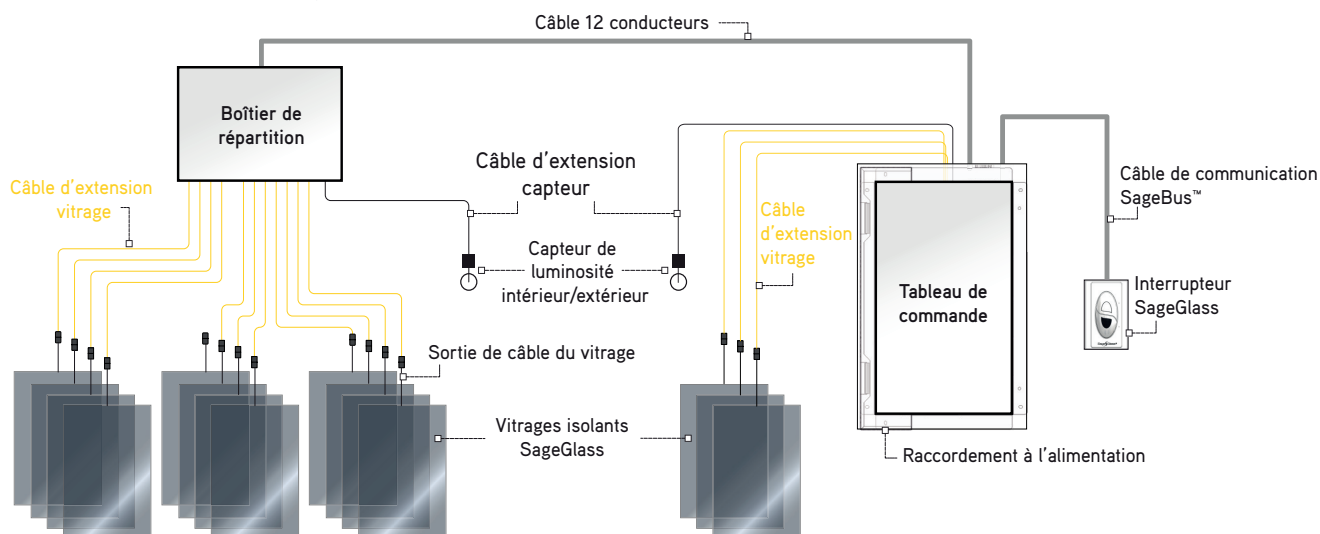 Câble 12 conducteurs
Boîtier de
répartition
Câble d'extension
vitrage
Câble d'extension
capteur
Câble
d'extension
vitrage
Câble de communication
SageBus™
Capteur de
luminosité
intérieur/extérieur
Tableau de
commande
Interrupteur
SageGlass
Sortie de câble du vitrage
Vitrages isolants
SageGlass
Raccordement à l'alimentation